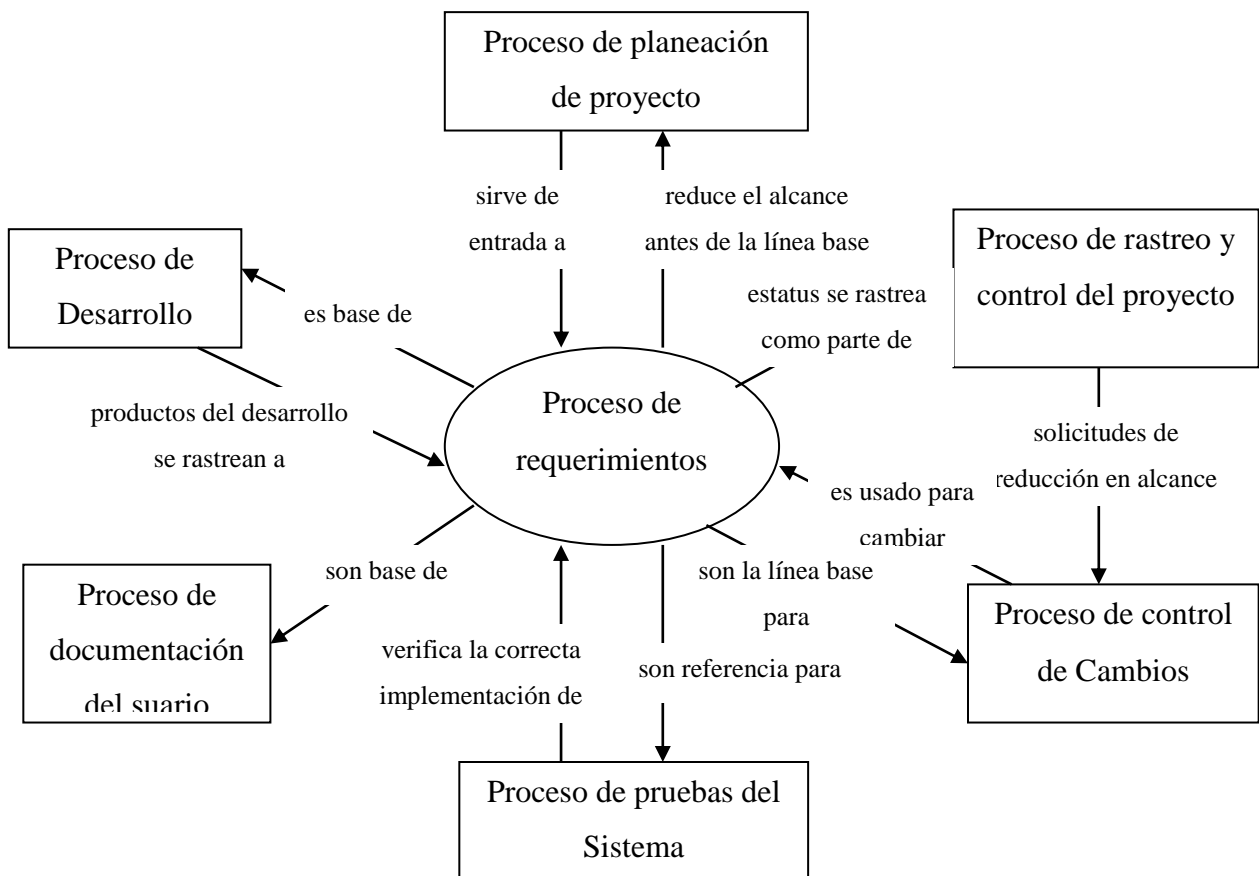 Proceso de planeación
de proyecto
sirve de
entrada a
reduce el alcance
antes de la línea base
Proceso de rastreo y
control del proyecto
Proceso de
Desarrollo
es base de
estatus se rastrea
como parte de
Proceso de
requerimientos
productos del desarrollo
se rastrean a
solicitudes de
reducción en alcance
es usado para
cambiar
son base de
son la línea base
para
Proceso de
documentación
del suario
verifica la correcta
implementación de
son referencia para
Proceso de control
de Cambios
Proceso de pruebas del
Sistema